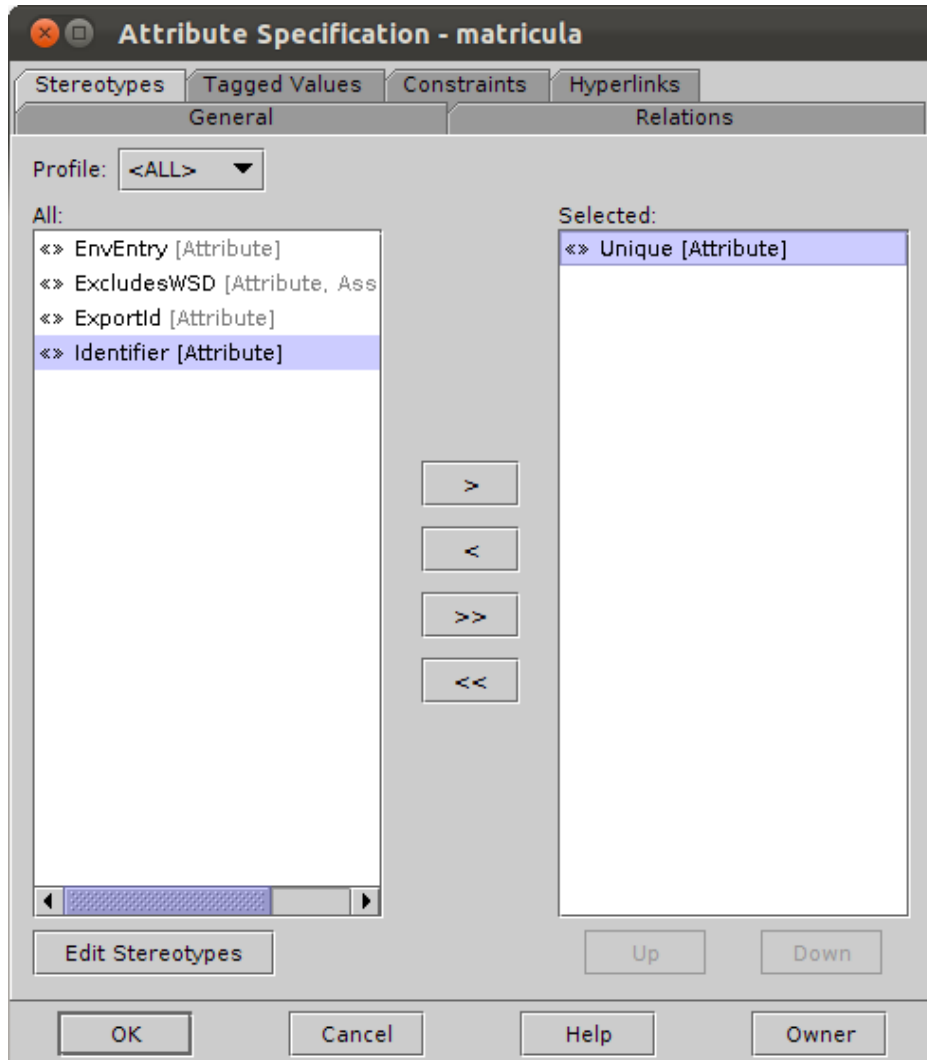 Attribute Specification - matricula
Stereotypes Tagged Values Constraints Hyperlinks
General Relations
Profile: <ALL>
All:
«» EnvEntry [Attribute]
«» ExcludesWSD [Attribute, Ass
«» ExportId [Attribute]
«» Identifier [Attribute]
Selected:
«» Unique [Attribute]
>
<
>>
<<
Edit Stereotypes
Up Down
OK Cancel Help Owner